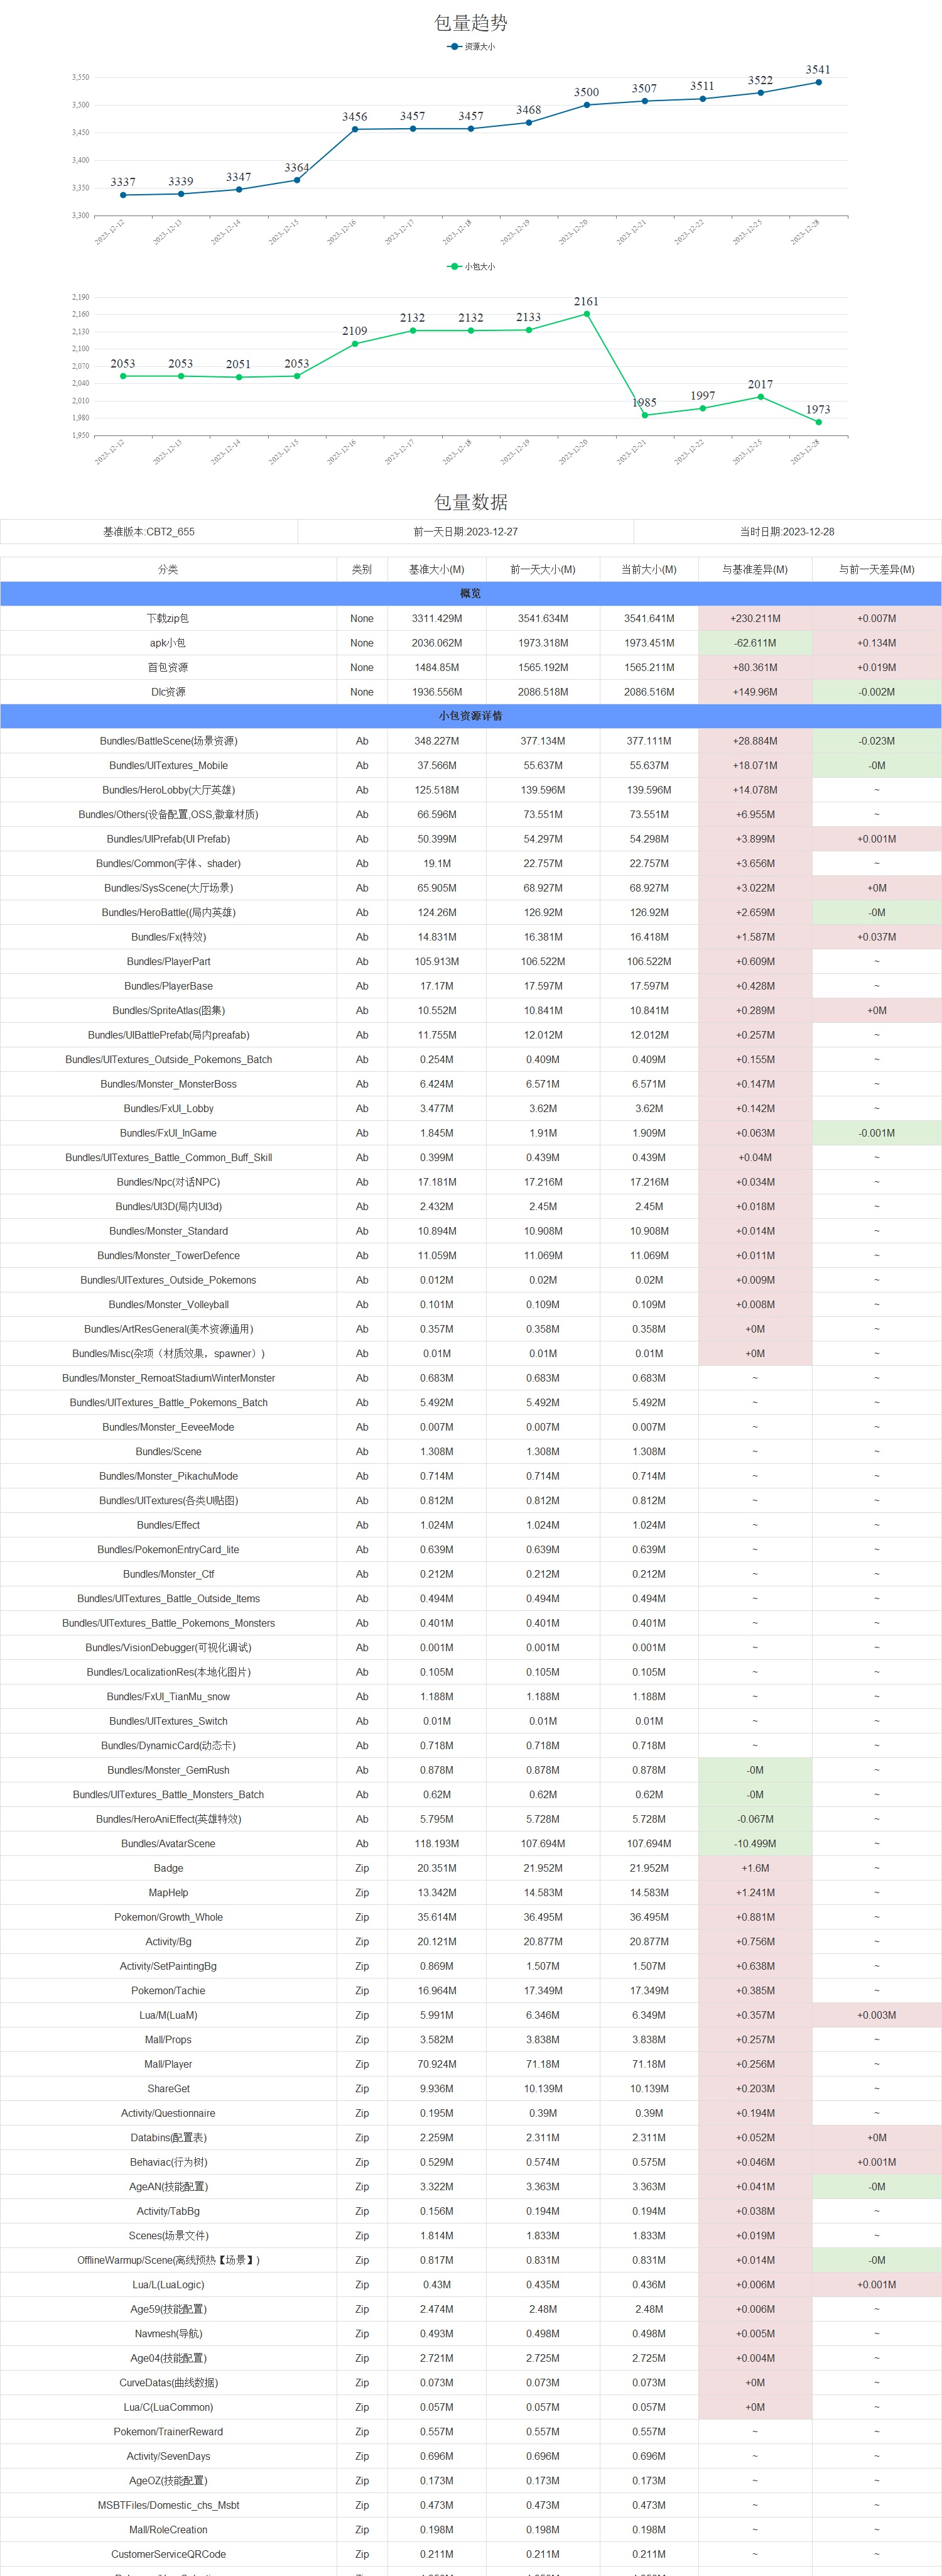 包量趋势
资源大小
3,550
3,500
3,450
3,400
3,350
3,300
3337 3339 3347 3364 3456 3457 3457 3468 3500 3507 3511 3522 3541
2023-12-12 2023-12-13 2023-12-14 2023-12-15 2023-12-16 2023-12-17 2023-12-18 2023-12-19 2023-12-20 2023-12-21 2023-12-22 2023-12-25 2023-12-28
小包大小
2,190
2,160
2,130
2,100
2,070
2,040
2,010
1,980
1,950
2053 2053 2051 2053 2109 2132 2132 2133 2161 1985 1997 2017 1973
2023-12-12 2023-12-13 2023-12-14 2023-12-15 2023-12-16 2023-12-17 2023-12-18 2023-12-19 2023-12-20 2023-12-21 2023-12-22 2023-12-25 2023-12-28
包量数据
基准版本:CBT2_655 前一天日期:2023-12-27 当时日期:2023-12-28
分类 类别 基准大小(M) 前一天大小(M) 当前大小(M) 与基准差异(M) 与前一天差异(M)
概览
下载zip包 None 3311.429M 3541.634M 3541.641M +230.211M +0.007M
apk小包 None 2036.062M 1973.318M 1973.451M -62.611M +0.134M
首包资源 None 1484.85M 1565.192M 1565.211M +80.361M +0.019M
Dlc资源 None 1936.556M 2086.518M 2086.516M +149.96M -0.002M
小包资源详情
Bundles/BattleScene(场景资源) Ab 348.227M 377.134M 377.111M +28.884M -0.023M
Bundles/UITextures_Mobile Ab 37.566M 55.637M 55.637M +18.071M -0M
Bundles/HeroLobby(大厅英雄) Ab 125.518M 139.596M 139.596M +14.078M ~
Bundles/Others(设备配置,OSS,徽章材质) Ab 66.596M 73.551M 73.551M +6.955M ~
Bundles/UIPrefab(UI Prefab) Ab 50.399M 54.297M 54.298M +3.899M +0.001M
Bundles/Common(字体、shader) Ab 19.1M 22.757M 22.757M +3.656M ~
Bundles/SysScene(大厅场景) Ab 65.905M 68.927M 68.927M +3.022M +0M
Bundles/HeroBattle((局内英雄) Ab 124.26M 126.92M 126.92M +2.659M -0M
Bundles/Fx(特效) Ab 14.831M 16.381M 16.418M +1.587M +0.037M
Bundles/PlayerPart Ab 105.913M 106.522M 106.522M +0.609M ~
Bundles/PlayerBase Ab 17.17M 17.597M 17.597M +0.428M ~
Bundles/SpriteAtlas(图集) Ab 10.552M 10.841M 10.841M +0.289M +0M
Bundles/UIBattlePrefab(局内preafab) Ab 11.755M 12.012M 12.012M +0.257M ~
Bundles/UITextures_Outside_Pokemons_Batch Ab 0.254M 0.409M 0.409M +0.155M ~
Bundles/Monster_MonsterBoss Ab 6.424M 6.571M 6.571M +0.147M ~
Bundles/FxUI_Lobby Ab 3.477M 3.62M 3.62M +0.142M ~
Bundles/FxUI_InGame Ab 1.845M 1.91M 1.909M +0.063M -0.001M
Bundles/UITextures_Battle_Common_Buff_Skill Ab 0.399M 0.439M 0.439M +0.04M ~
Bundles/Npc(对话NPC) Ab 17.181M 17.216M 17.216M +0.034M ~
Bundles/UI3D(局内UI3d) Ab 2.432M 2.45M 2.45M +0.018M ~
Bundles/Monster_Standard Ab 10.894M 10.908M 10.908M +0.014M ~
Bundles/Monster_TowerDefence Ab 11.059M 11.069M 11.069M +0.011M ~
Bundles/UITextures_Outside_Pokemons Ab 0.012M 0.02M 0.02M +0.009M ~
Bundles/Monster_Volleyball Ab 0.101M 0.109M 0.109M +0.008M ~
Bundles/ArtResGeneral(美术资源通用) Ab 0.357M 0.358M 0.358M +0M ~
Bundles/Misc(杂项（材质效果，spawner）) Ab 0.01M 0.01M 0.01M +0M ~
Bundles/Monster_RemoatStadiumWinterMonster Ab 0.683M 0.683M 0.683M ~ ~
Bundles/UITextures_Battle_Pokemons_Batch Ab 5.492M 5.492M 5.492M ~ ~
Bundles/Monster_EeveeMode Ab 0.007M 0.007M 0.007M ~ ~
Bundles/Scene Ab 1.308M 1.308M 1.308M ~ ~
Bundles/Monster_PikachuMode Ab 0.714M 0.714M 0.714M ~ ~
Bundles/UITextures(各类UI贴图) Ab 0.812M 0.812M 0.812M ~ ~
Bundles/Effect Ab 1.024M 1.024M 1.024M ~ ~
Bundles/PokemonEntryCard_lite Ab 0.639M 0.639M 0.639M ~ ~
Bundles/Monster_Ctf Ab 0.212M 0.212M 0.212M ~ ~
Bundles/UITextures_Battle_Outside_Items Ab 0.494M 0.494M 0.494M ~ ~
Bundles/UITextures_Battle_Pokemons_Monsters Ab 0.401M 0.401M 0.401M ~ ~
Bundles/VisionDebugger(可视化调试) Ab 0.001M 0.001M 0.001M ~ ~
Bundles/LocalizationRes(本地化图片) Ab 0.105M 0.105M 0.105M ~ ~
Bundles/FxUI_TianMu_snow Ab 1.188M 1.188M 1.188M ~ ~
Bundles/UITextures_Switch Ab 0.01M 0.01M 0.01M ~ ~
Bundles/DynamicCard(动态卡) Ab 0.718M 0.718M 0.718M ~ ~
Bundles/Monster_GemRush Ab 0.878M 0.878M 0.878M -0M ~
Bundles/UITextures_Battle_Monsters_Batch Ab 0.62M 0.62M 0.62M -0M ~
Bundles/HeroAniEffect(英雄特效) Ab 5.795M 5.728M 5.728M -0.067M ~
Bundles/AvatarScene Ab 118.193M 107.694M 107.694M -10.499M ~
Badge Zip 20.351M 21.952M 21.952M +1.6M ~
MapHelp Zip 13.342M 14.583M 14.583M +1.241M ~
Pokemon/Growth_Whole Zip 35.614M 36.495M 36.495M +0.881M ~
Activity/Bg Zip 20.121M 20.877M 20.877M +0.756M ~
Activity/SetPaintingBg Zip 0.869M 1.507M 1.507M +0.638M ~
Pokemon/Tachie Zip 16.964M 17.349M 17.349M +0.385M ~
Lua/M(LuaM) Zip 5.991M 6.346M 6.349M +0.357M +0.003M
Mall/Props Zip 3.582M 3.838M 3.838M +0.257M ~
Mall/Player Zip 70.924M 71.18M 71.18M +0.256M ~
ShareGet Zip 9.936M 10.139M 10.139M +0.203M ~
Activity/Questionnaire Zip 0.195M 0.39M 0.39M +0.194M ~
Databins(配置表) Zip 2.259M 2.311M 2.311M +0.052M +0M
Behaviac(行为树) Zip 0.529M 0.574M 0.575M +0.046M +0.001M
AgeAN(技能配置) Zip 3.322M 3.363M 3.363M +0.041M -0M
Activity/TabBg Zip 0.156M 0.194M 0.194M +0.038M ~
Scenes(场景文件) Zip 1.814M 1.833M 1.833M +0.019M ~
OfflineWarmup/Scene(离线预热【场景】) Zip 0.817M 0.831M 0.831M +0.014M -0M
Lua/L(LuaLogic) Zip 0.43M 0.435M 0.436M +0.006M +0.001M
Age59(技能配置) Zip 2.474M 2.48M 2.48M +0.006M ~
Navmesh(导航) Zip 0.493M 0.498M 0.498M +0.005M ~
Age04(技能配置) Zip 2.721M 2.725M 2.725M +0.004M ~
CurveDatas(曲线数据) Zip 0.073M 0.073M 0.073M +0M ~
Lua/C(LuaCommon) Zip 0.057M 0.057M 0.057M +0M ~
Pokemon/TrainerReward Zip 0.557M 0.557M 0.557M ~ ~
Activity/SevenDays Zip 0.696M 0.696M 0.696M ~ ~
AgeOZ(技能配置) Zip 0.173M 0.173M 0.173M ~ ~
MSBTFiles/Domestic_chs_Msbt Zip 0.473M 0.473M 0.473M ~ ~
Mall/RoleCreation Zip 0.198M 0.198M 0.198M ~ ~
CustomerServiceQRCode Zip 0.211M 0.211M 0.211M ~ ~